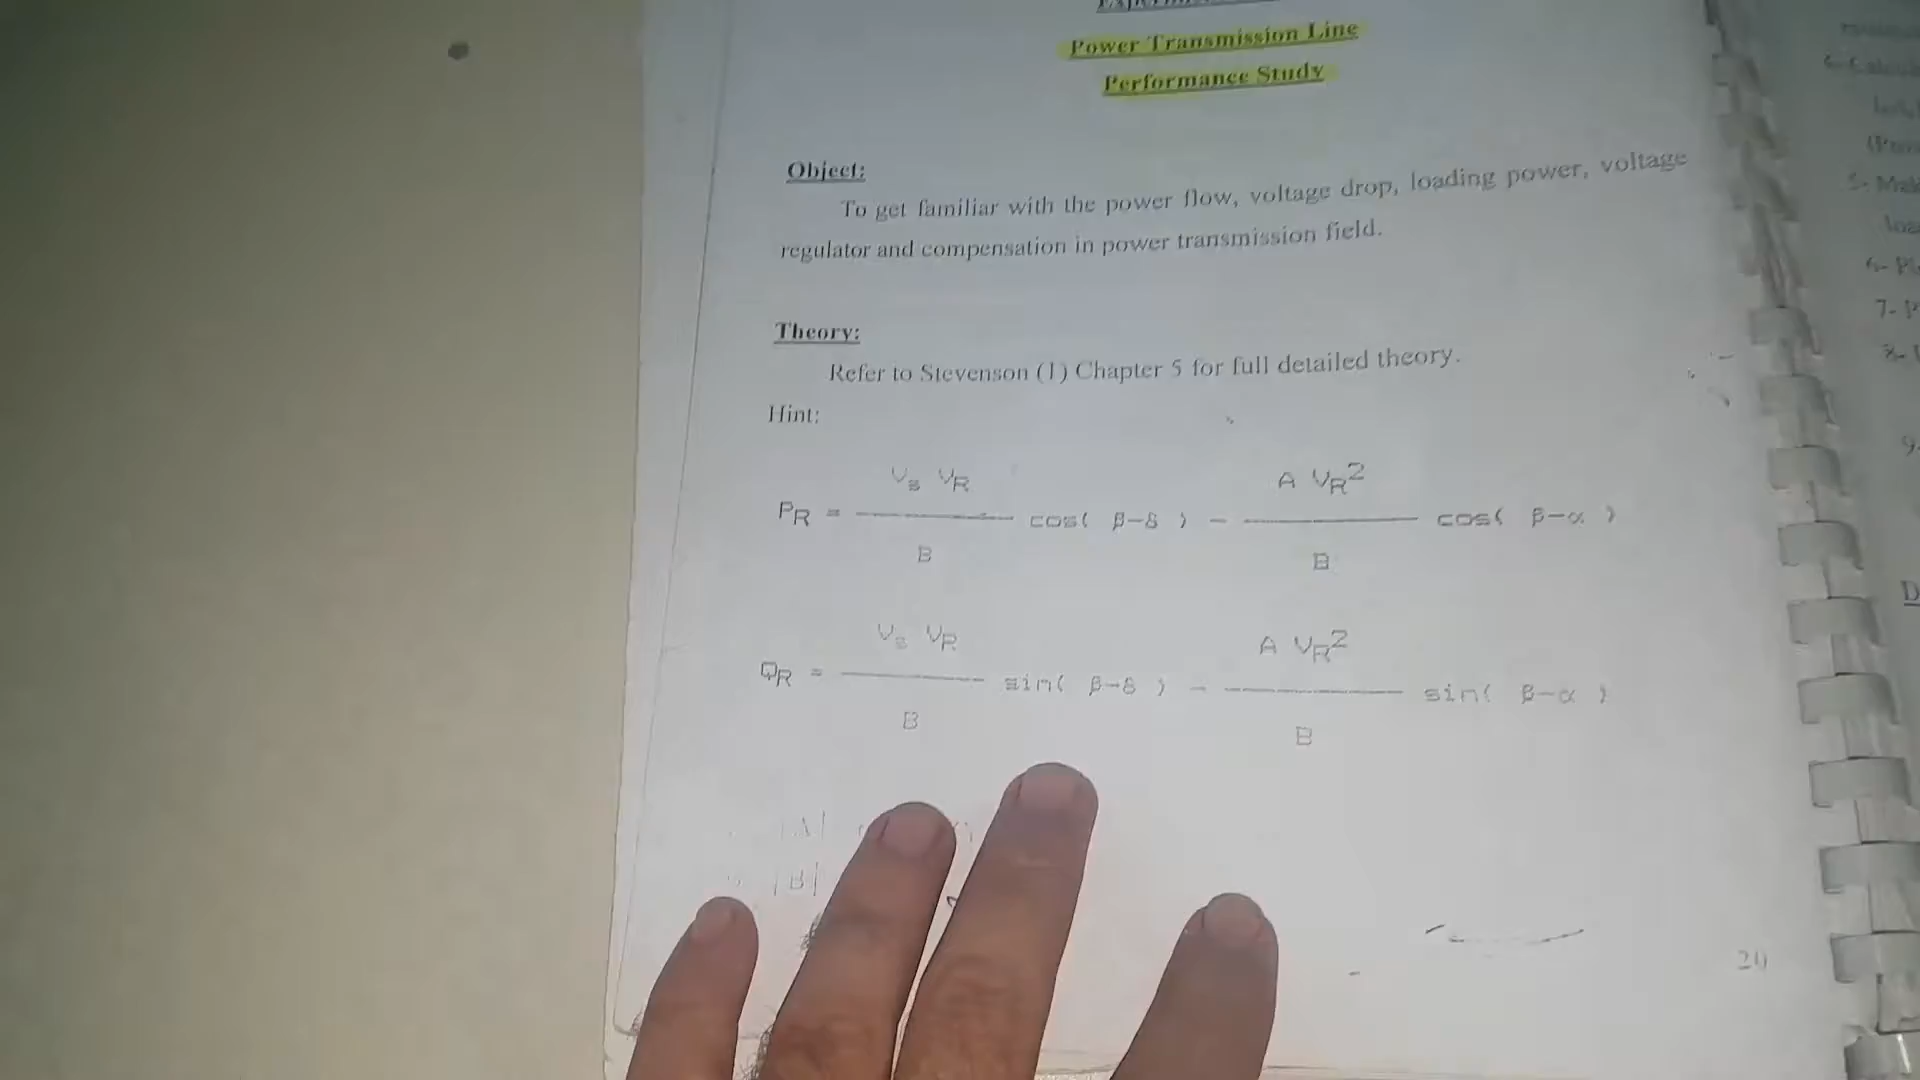 Power Transmission Line
Performance Study
Object:
To get familiar with the power flow, voltage drop, loading power, voltage
regulator and compensation in power transmission field.
Theory:
Refer to Stevenson (1) Chapter 5 for full detailed theory.
Hint:
Vs VR A VR2
PR = cos( β-δ ) - cos( β-α )
B B
Vs VR A VR2
QR = sin( β-δ ) - sin( β-α )
B B
|A|
|B|